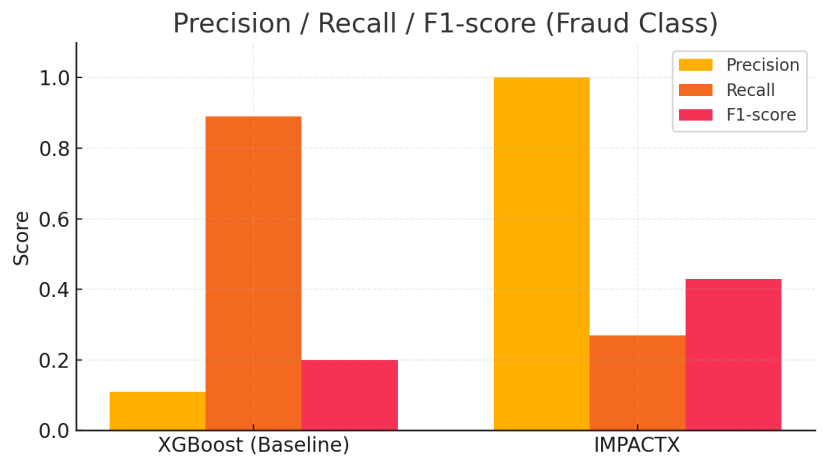 Precision / Recall / F1-score (Fraud Class)
Precision
Recall
F1-score
Score
1.0
0.8
0.6
0.4
0.2
0.0
XGBoost (Baseline)
IMPACTX